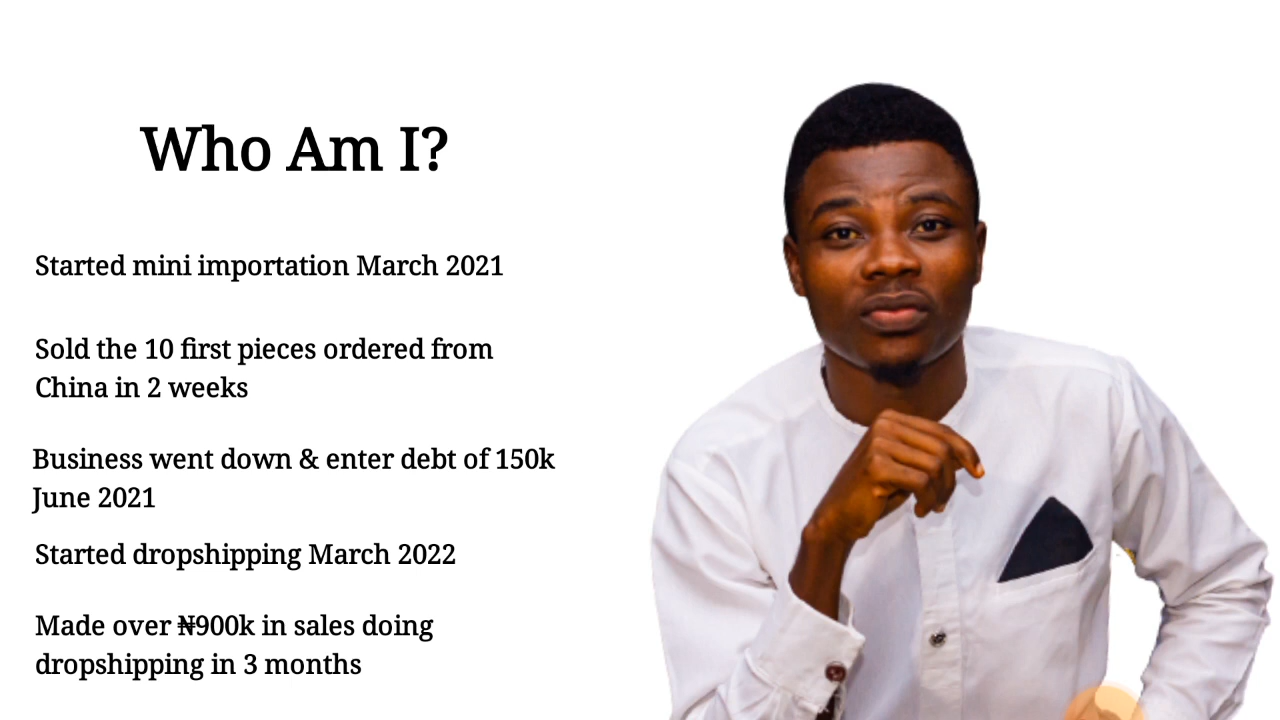 Who Am I?
Started mini importation March 2021
Sold the 10 first pieces ordered from
China in 2 weeks
Business went down & enter debt of 150k
June 2021
Started dropshipping March 2022
Made over ₦900k in sales doing
dropshipping in 3 months